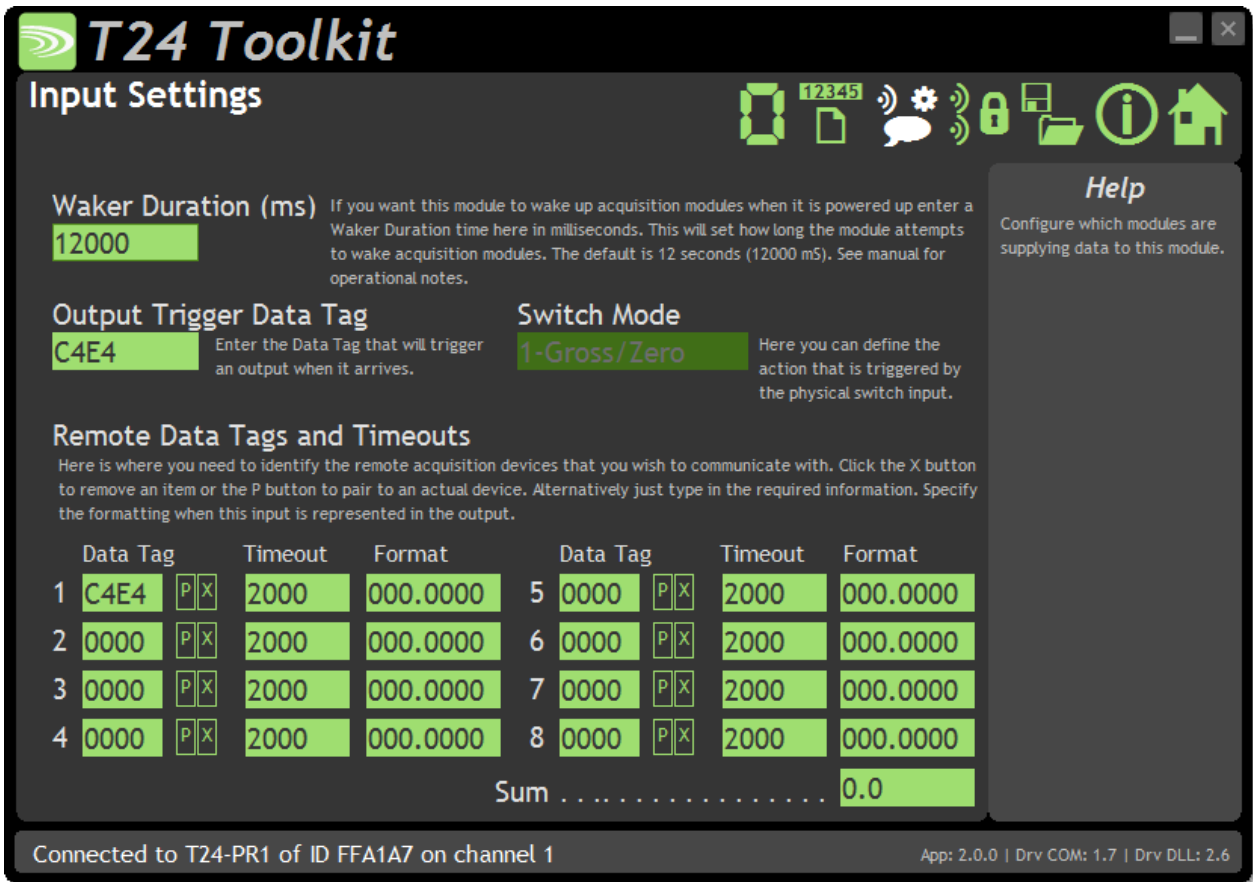 T24 Toolkit
Input Settings
12345
Waker Duration (ms)
12000
If you want this module to wake up acquisition modules when it is powered up enter a
Waker Duration time here in milliseconds. This will set how long the module attempts
to wake acquisition modules. The default is 12 seconds (12000 mS). See manual for
operational notes.
Output Trigger Data Tag
C4E4
Enter the Data Tag that will trigger
an output when it arrives.
Switch Mode
1-Gross/Zero
Here you can define the
action that is triggered by
the physical switch input.
Remote Data Tags and Timeouts
Here is where you need to identify the remote acquisition devices that you wish to communicate with. Click the X button
to remove an item or the P button to pair to an actual device. Alternatively just type in the required information. Specify
the formatting when this input is represented in the output.
Data Tag Timeout Format Data Tag Timeout Format
1 C4E4 P X 2000 000.0000 5 0000 P X 2000 000.0000
2 0000 P X 2000 000.0000 6 0000 P X 2000 000.0000
3 0000 P X 2000 000.0000 7 0000 P X 2000 000.0000
4 0000 P X 2000 000.0000 8 0000 P X 2000 000.0000
Sum . . .. . . . . . . . . . . . . . 0.0
Help
Configure which modules are
supplying data to this module.
Connected to T24-PR1 of ID FFA1A7 on channel 1
App: 2.0.0 | Drv COM: 1.7 | Drv DLL: 2.6